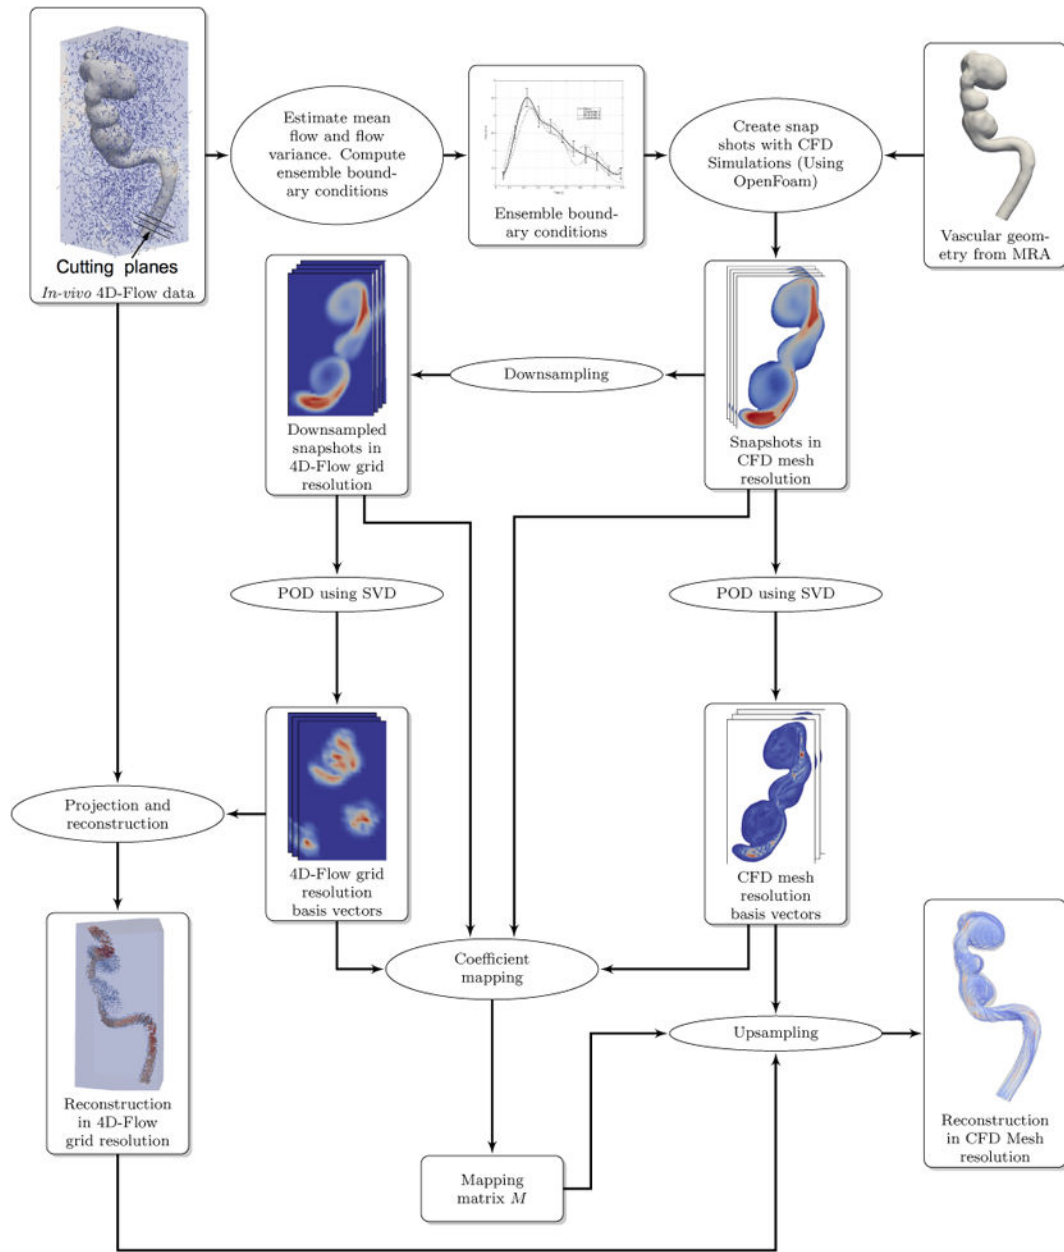 Cutting planes
In-vivo 4D-Flow data
Estimate mean
flow and flow
variance. Compute
ensemble bound-
ary conditions
Ensemble bound-
ary conditions
Create snap
shots with CFD
Simulations (Using
OpenFoam)
Vascular geom-
etry from MRA
Downsampled
snapshots in
4D-Flow grid
resolution
Downsampling
Snapshots in
CFD mesh
resolution
POD using SVD
POD using SVD
Projection and
reconstruction
4D-Flow grid
resolution
basis vectors
CFD mesh
resolution
basis vectors
Coefficient
mapping
Upsampling
Reconstruction
in 4D-Flow
grid resolution
Mapping
matrix M
Reconstruction
in CFD Mesh
resolution